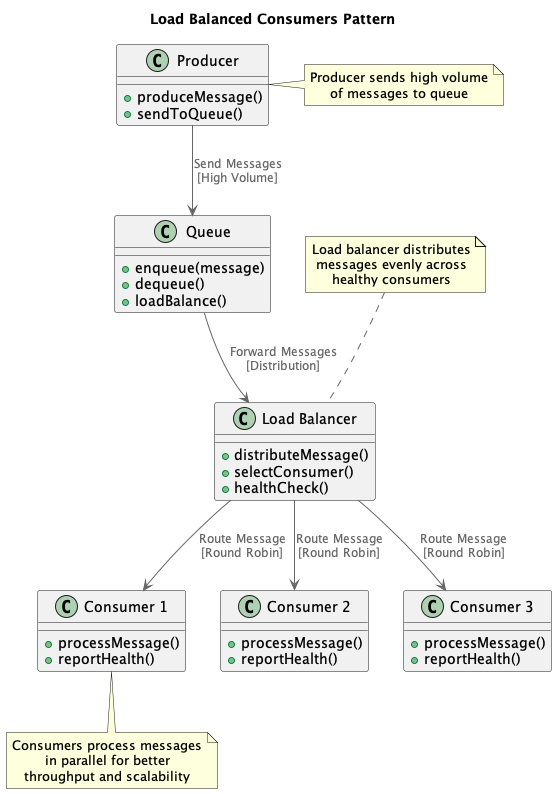 Load Balanced Consumers Pattern
C Producer
produceMessage()
sendToQueue()
Producer sends high volume
of messages to queue
Send Messages
[High Volume]
C Queue
enqueue(message)
dequeue()
loadBalance()
Load balancer distributes
messages evenly across
healthy consumers
Forward Messages
[Distribution]
C Load Balancer
distributeMessage()
selectConsumer()
healthCheck()
Route Message
[Round Robin]
Route Message
[Round Robin]
Route Message
[Round Robin]
C Consumer 1
processMessage()
reportHealth()
C Consumer 2
processMessage()
reportHealth()
C Consumer 3
processMessage()
reportHealth()
Consumers process messages
in parallel for better
throughput and scalability